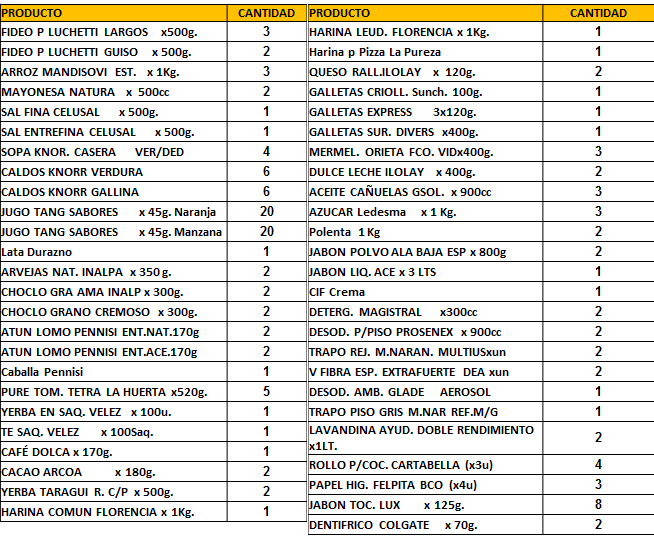 PRODUCTO CANTIDAD
FIDEO P LUCHETTI LARGOS x500g. 3
FIDEO P LUCHETTI GUISO x 500g. 2
ARROZ MANDISOVI EST. x 1Kg. 3
MAYONESA NATURA x 500cc 2
SAL FINA CELUSAL x 500g. 1
SAL ENTREFINA CELUSAL x 500g. 1
SOPA KNOR. CASERA VER/DED 4
CALDOS KNORR VERDURA 6
CALDOS KNORR GALLINA 6
JUGO TANG SABORES x 45g. Naranja 20
JUGO TANG SABORES x 45g. Manzana 20
Lata Durazno 1
ARVEJAS NAT. INALPA x 350 g. 2
CHOCLO GRA AMA INALP x 300g. 2
CHOCLO GRANO CREMOSO x 300g. 2
ATUN LOMO PENNISI ENT.NAT.170g 2
ATUN LOMO PENNISI ENT.ACE.170g 2
Caballa Pennisi 1
PURE TOM. TETRA LA HUERTA x520g. 5
YERBA EN SAQ. VELEZ x 100u. 1
TE SAQ. VELEZ x 100Saq. 1
CAFÉ DOLCA x 170g. 1
CACAO ARCOA x 180g. 2
YERBA TARAGUI R. C/P x 500g. 2
HARINA COMUN FLORENCIA x 1Kg. 1
PRODUCTO CANTIDAD
HARINA LEUD. FLORENCIA x 1Kg. 1
Harina p Pizza La Pureza 1
QUESO RALL.ILOLAY x 120g. 2
GALLETAS CRIOLL. Sunch. 100g. 1
GALLETAS EXPRESS 3x120g. 1
GALLETAS SUR. DIVERS x400g. 1
MERMEL. ORIETA FCO. VIDx400g. 3
DULCE LECHE ILOLAY x 400g. 2
ACEITE CAÑUELAS GSOL. x 900cc 3
AZUCAR Ledesma x 1 Kg. 3
Polenta 1 Kg 2
JABON POLVO ALA BAJA ESP x 800g 2
JABON LIQ. ACE x 3 LTS 1
CIF Crema 1
DETERG. MAGISTRAL x300cc 2
DESOD. P/PISO PROSENEX x 900cc 2
TRAPO REJ. M.NARAN. MULTIUSxun 2
V FIBRA ESP. EXTRAFUERTE DEA xun 2
DESOD. AMB. GLADE AEROSOL 1
TRAPO PISO GRIS M.NAR REF.M/G 1
LAVANDINA AYUD. DOBLE RENDIMIENTO
x1LT. 2
ROLLO P/COC. CARTABELLA (x3u) 4
PAPEL HIG. FELPITA BCO (x4u) 3
JABON TOC. LUX x 125g. 8
DENTIFRICO COLGATE x 70g. 2